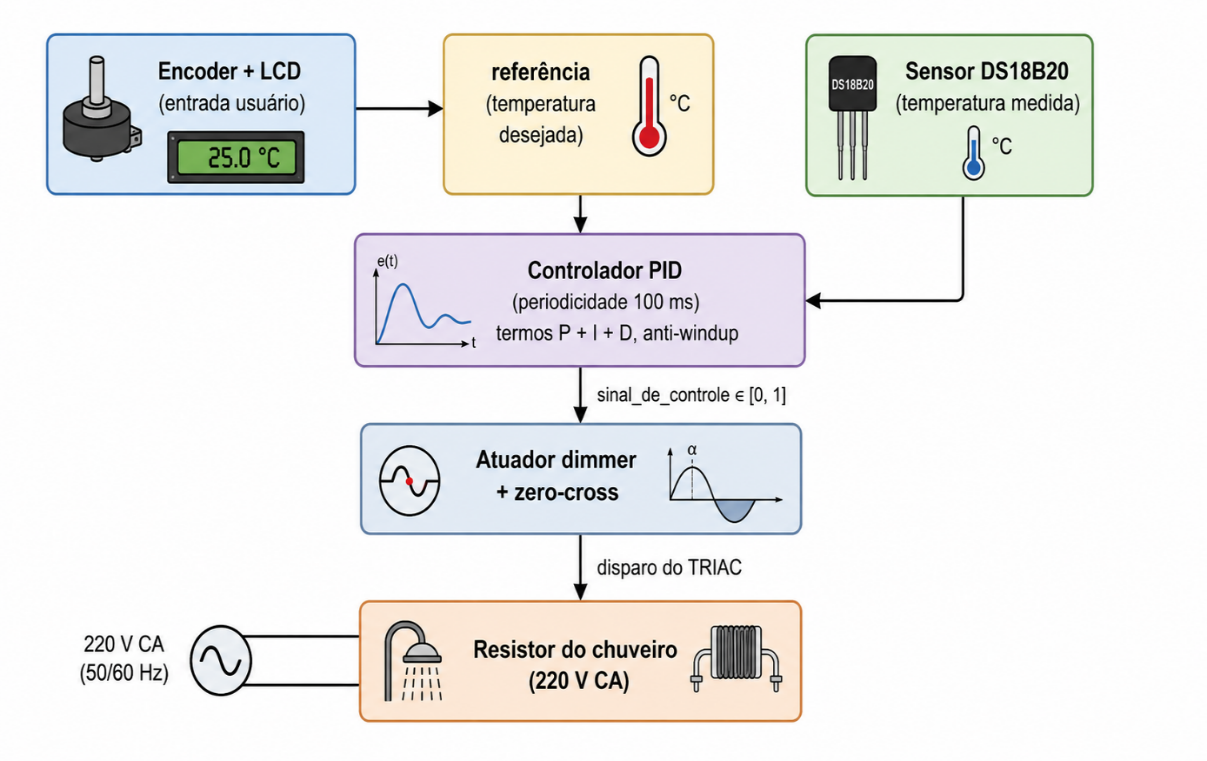 Encoder + LCD
(entrada usuário)
25.0 °C
referência
(temperatura
desejada)
°C
Sensor DS18B20
(temperatura medida)
DS18B20
°C
e(t)
t
Controlador PID
(periodicidade 100 ms)
termos P + I + D, anti-windup
sinal_de_controle ∈ [0, 1]
Atuador dimmer
+ zero-cross
α
disparo do TRIAC
220 V CA
(50/60 Hz)
Resistor do chuveiro
(220 V CA)